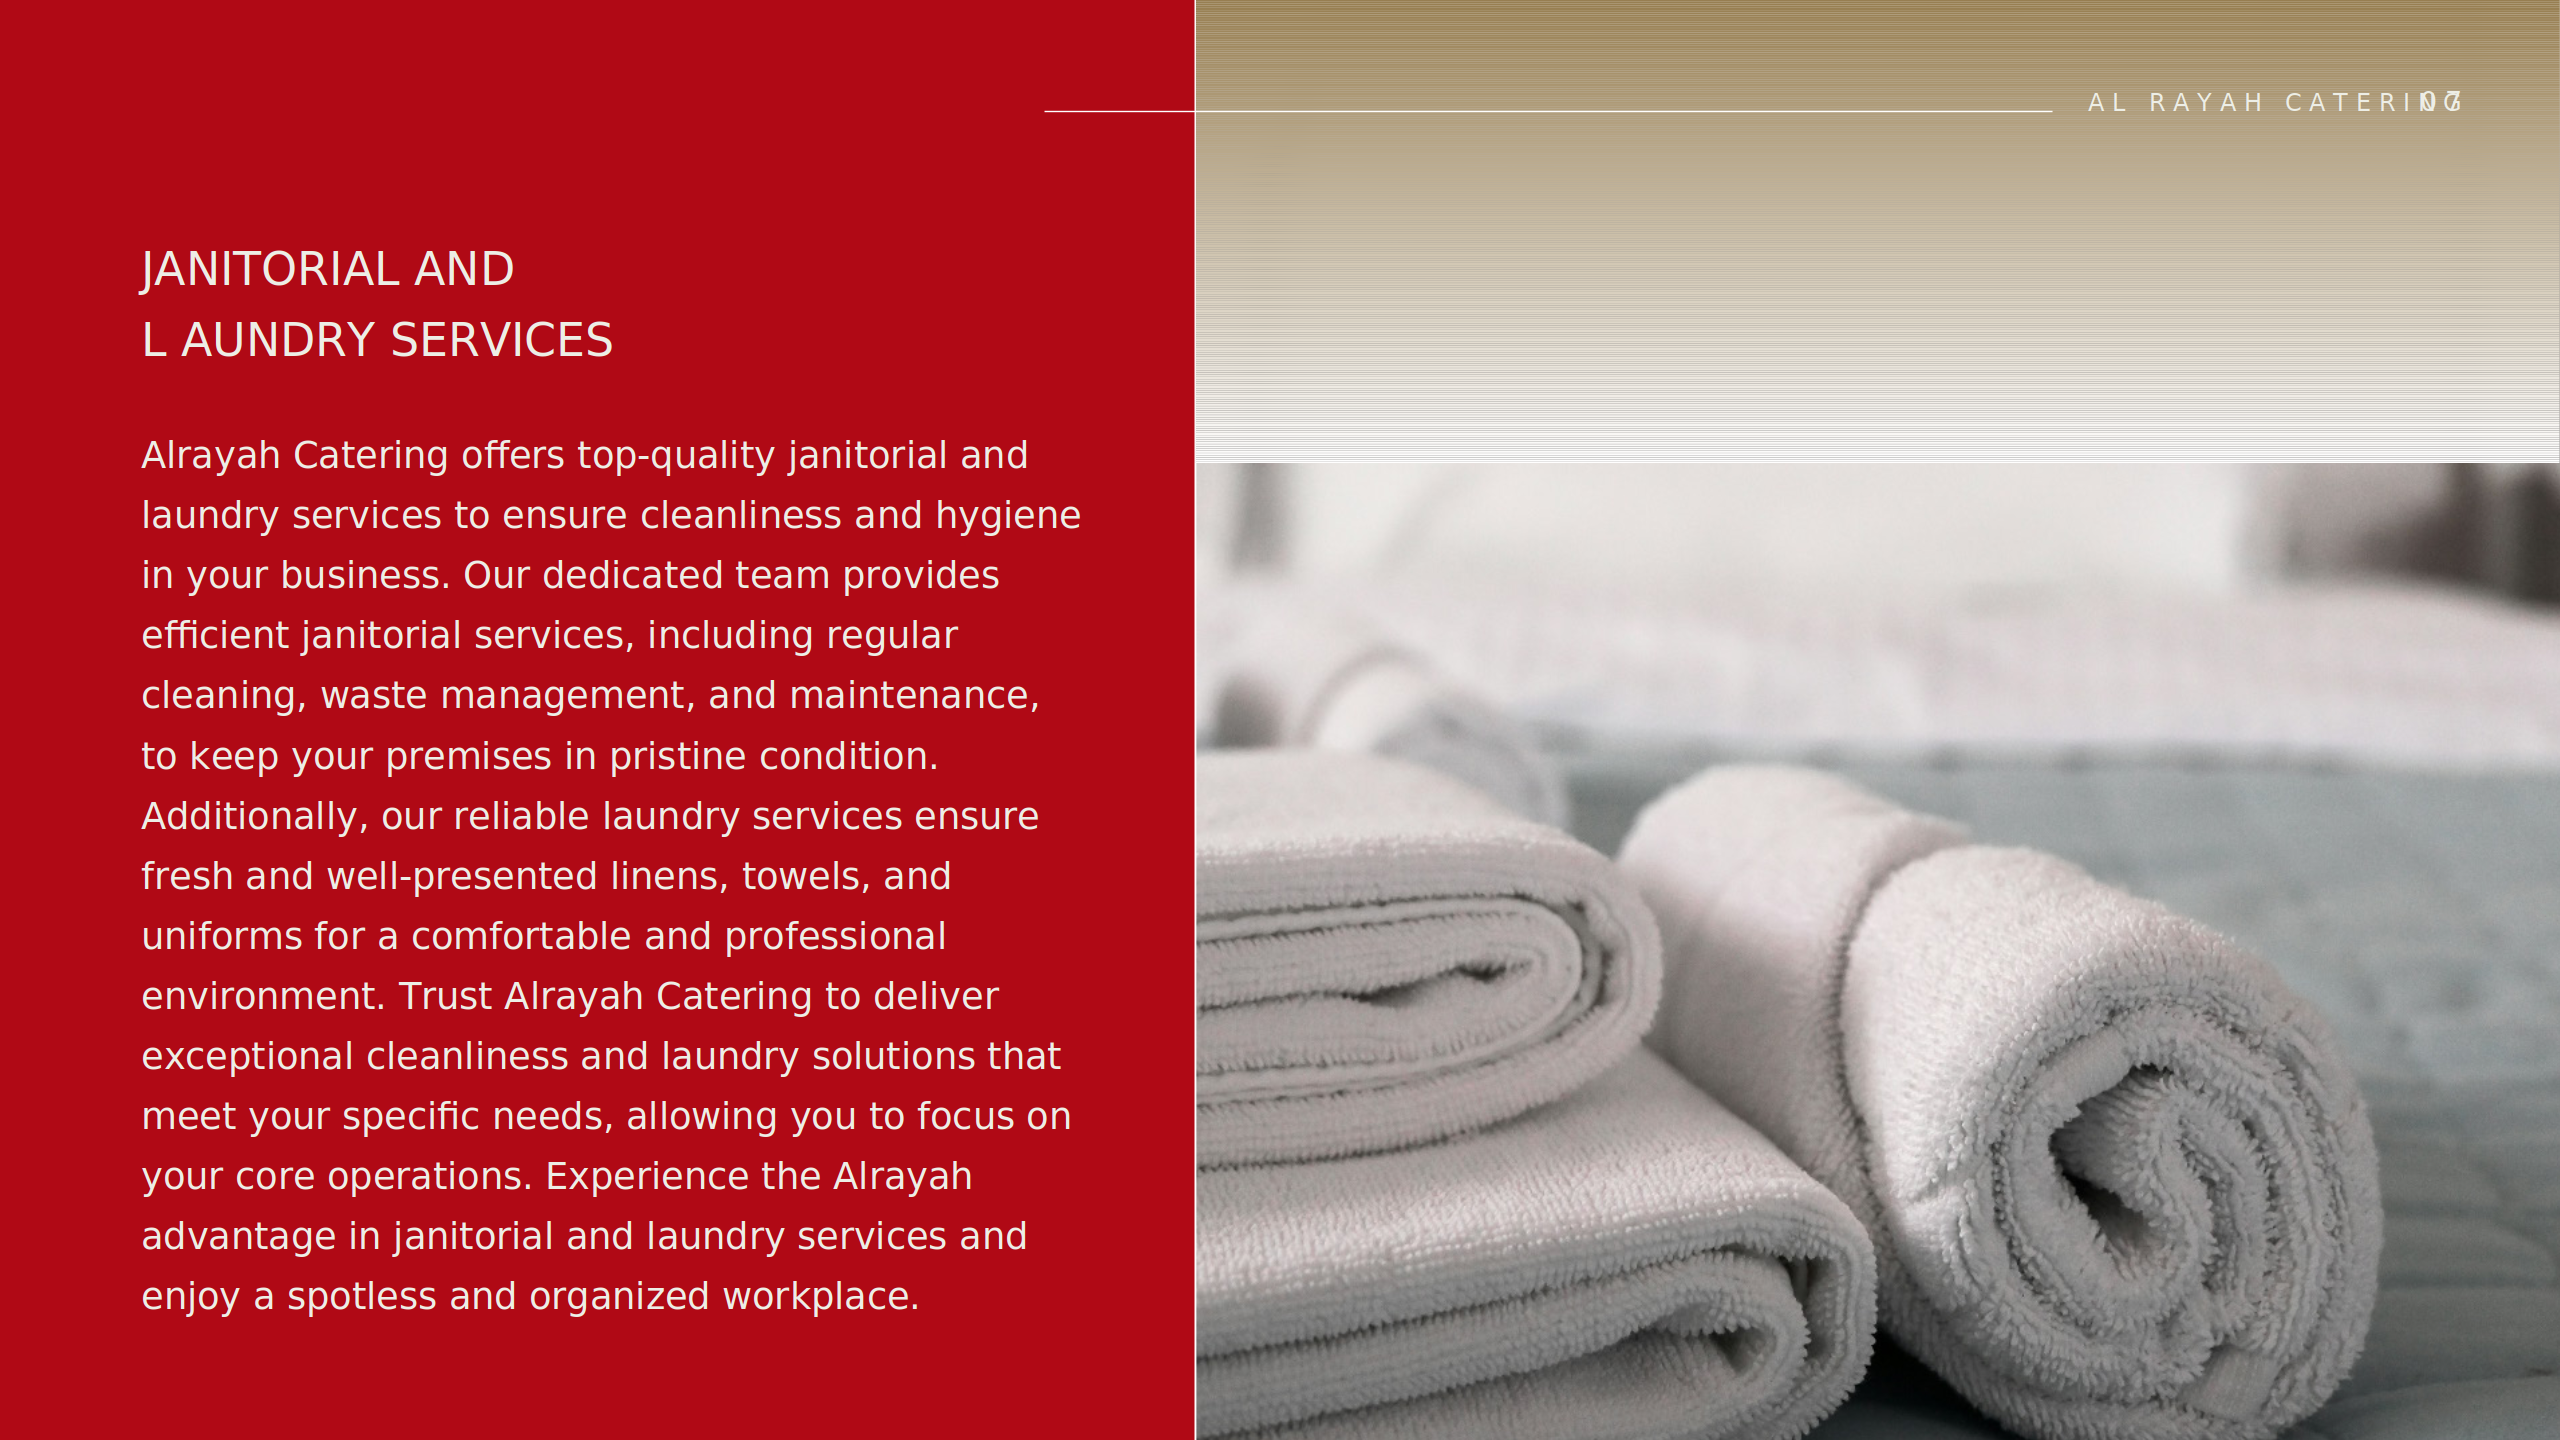 AL RAYAH CATERING
07
JANITORIAL AND
L AUNDRY SERVICES
Alrayah Catering offers top-quality janitorial and
laundry services to ensure cleanliness and hygiene
in your business. Our dedicated team provides
efficient janitorial services, including regular
cleaning, waste management, and maintenance,
to keep your premises in pristine condition.
Additionally, our reliable laundry services ensure
fresh and well-presented linens, towels, and
uniforms for a comfortable and professional
environment. Trust Alrayah Catering to deliver
exceptional cleanliness and laundry solutions that
meet your specific needs, allowing you to focus on
your core operations. Experience the Alrayah
advantage in janitorial and laundry services and
enjoy a spotless and organized workplace.